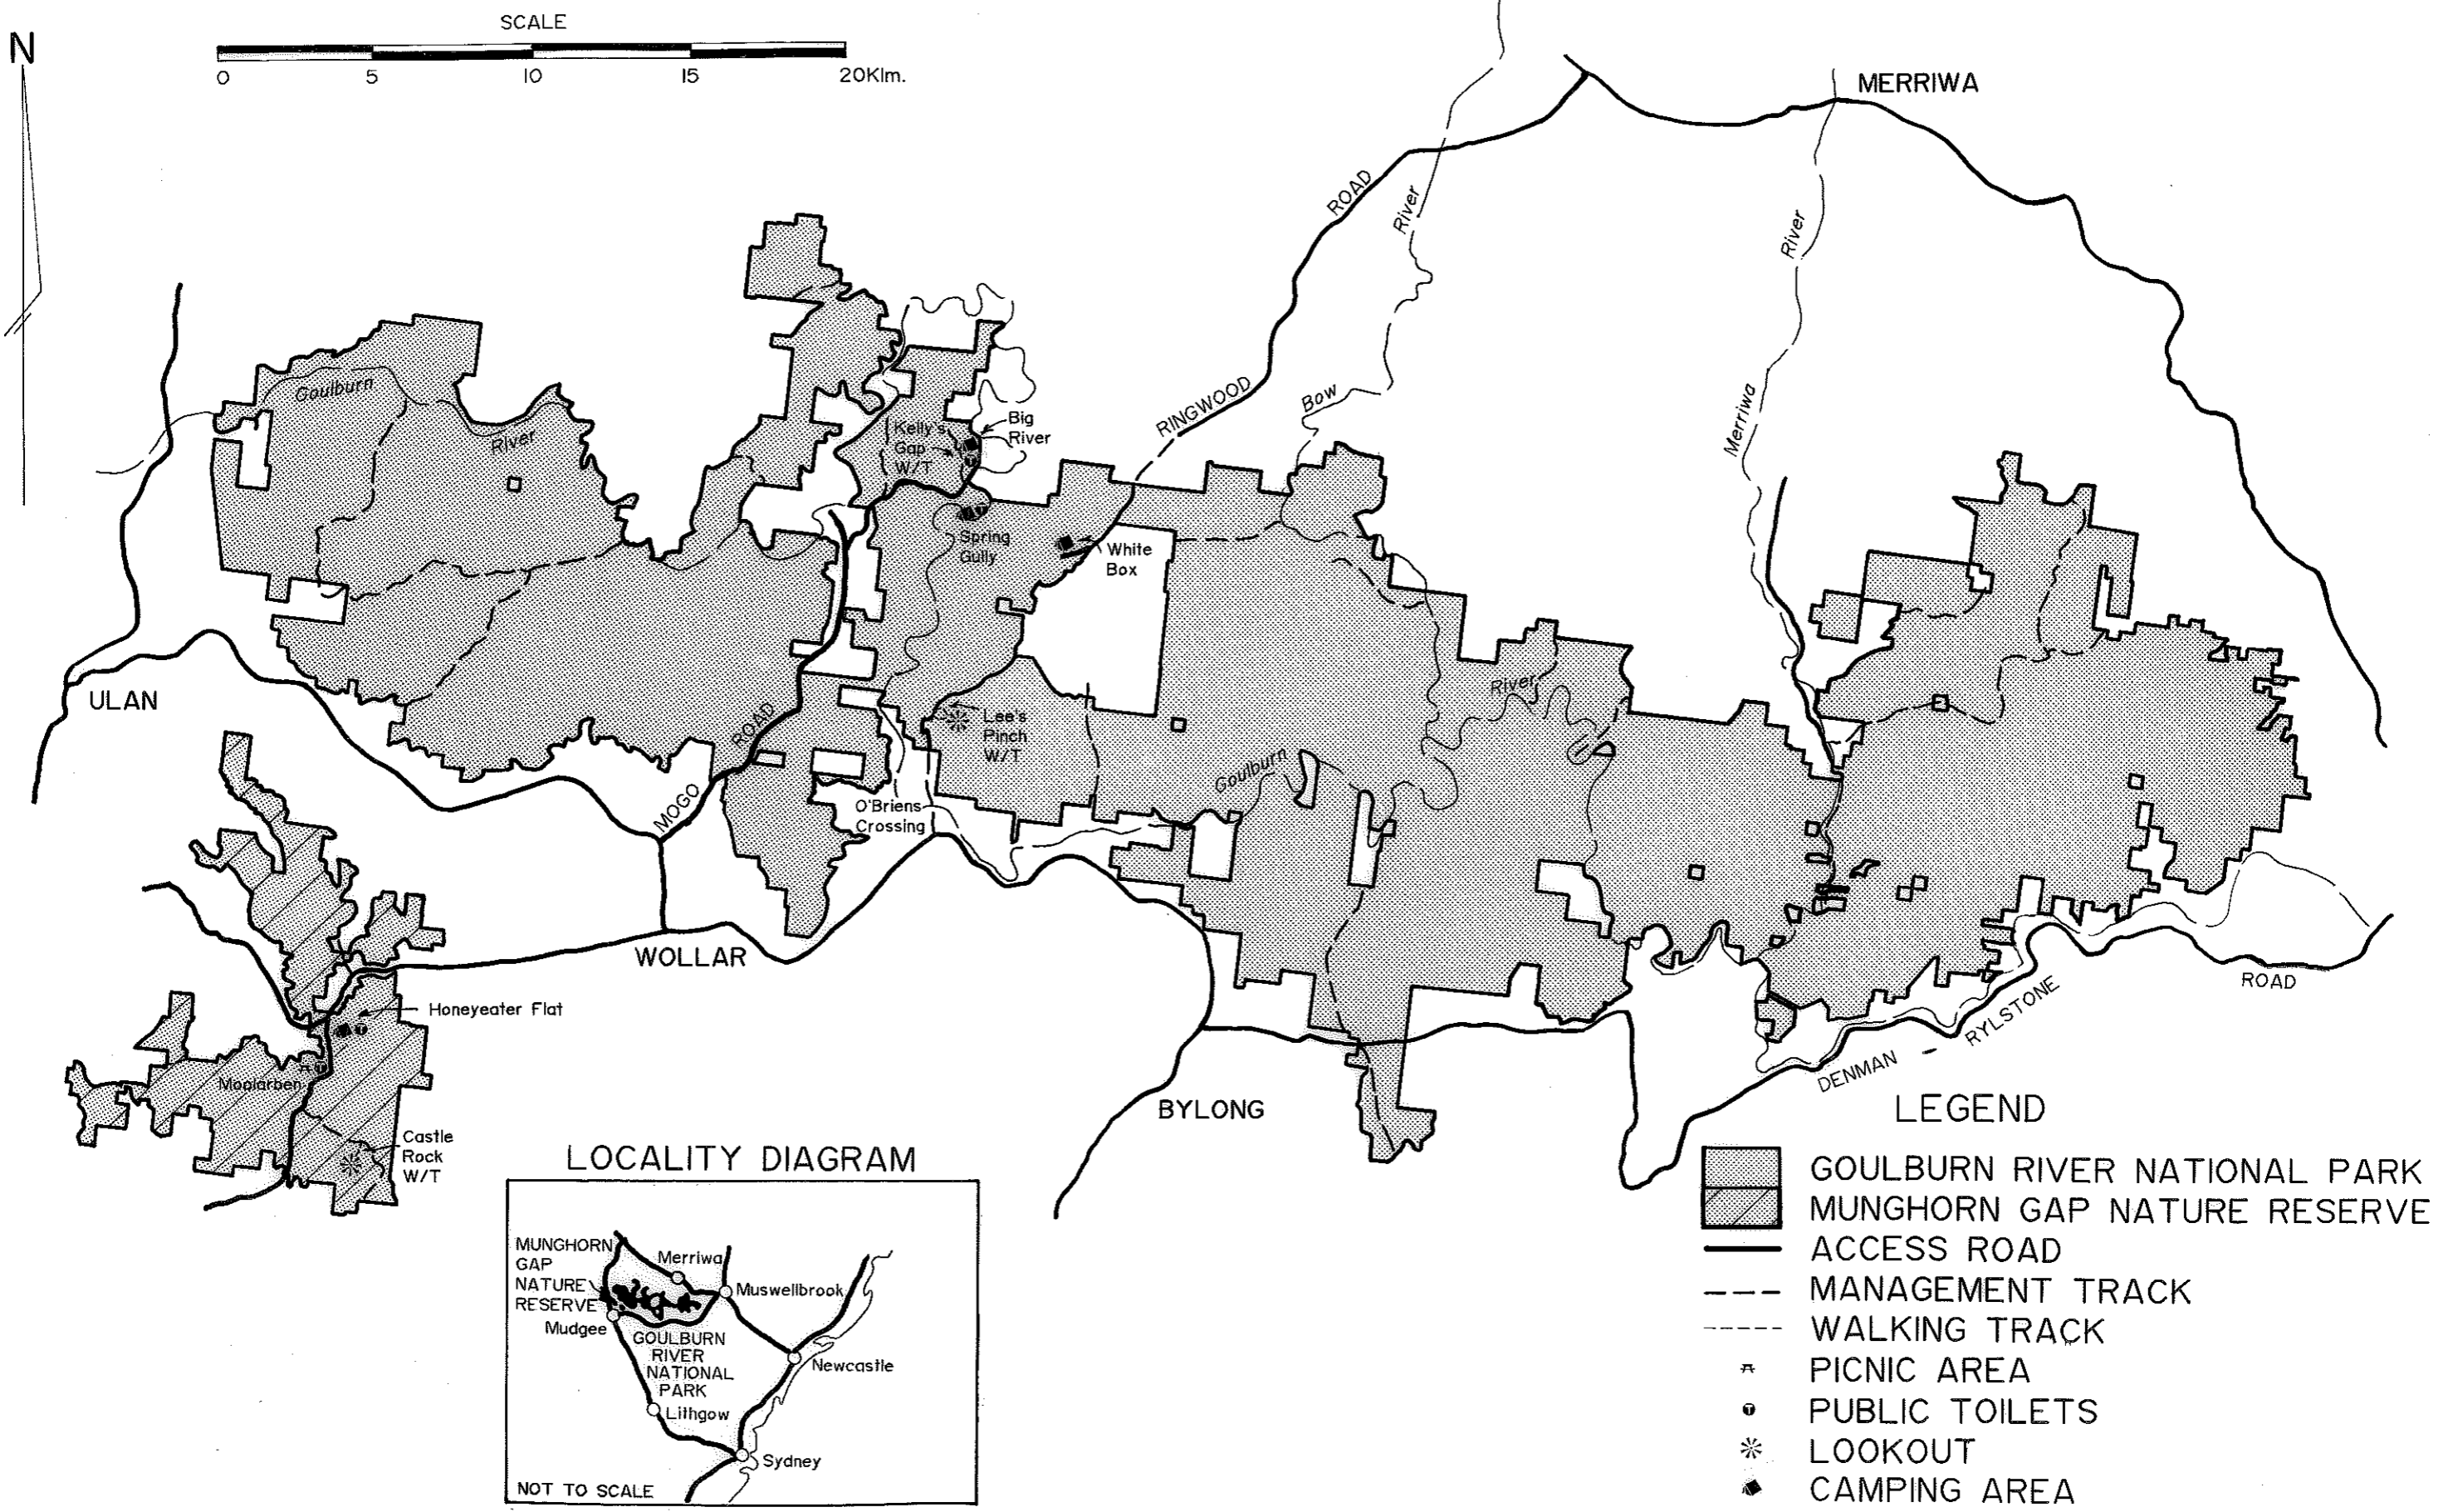 SCALE
N
0 5 10 15 20Klm.
MERRIWA
ROAD
River
River
Goulburn
River
RINGWOOD
Bow
Merriwa
Big
River
Kelly's
Gap
W/T
Spring
Gully
White
Box
ULAN
ROAD
River
Lee's
Pinch
W/T
Goulburn
MOGO
O'Briens
Crossing
WOLLAR
Honeyeater Flat
ROAD
RYLSTONE
-
DENMAN
Moolarben
BYLONG
Castle
Rock
W/T
LOCALITY DIAGRAM
MUNGHORN
GAP
NATURE
RESERVE
Merriwa
Muswellbrook
Mudgee
GOULBURN
RIVER
NATIONAL
PARK
Newcastle
Lithgow
Sydney
NOT TO SCALE
LEGEND
GOULBURN RIVER NATIONAL PARK
MUNGHORN GAP NATURE RESERVE
ACCESS ROAD
MANAGEMENT TRACK
WALKING TRACK
PICNIC AREA
T PUBLIC TOILETS
LOOKOUT
CAMPING AREA